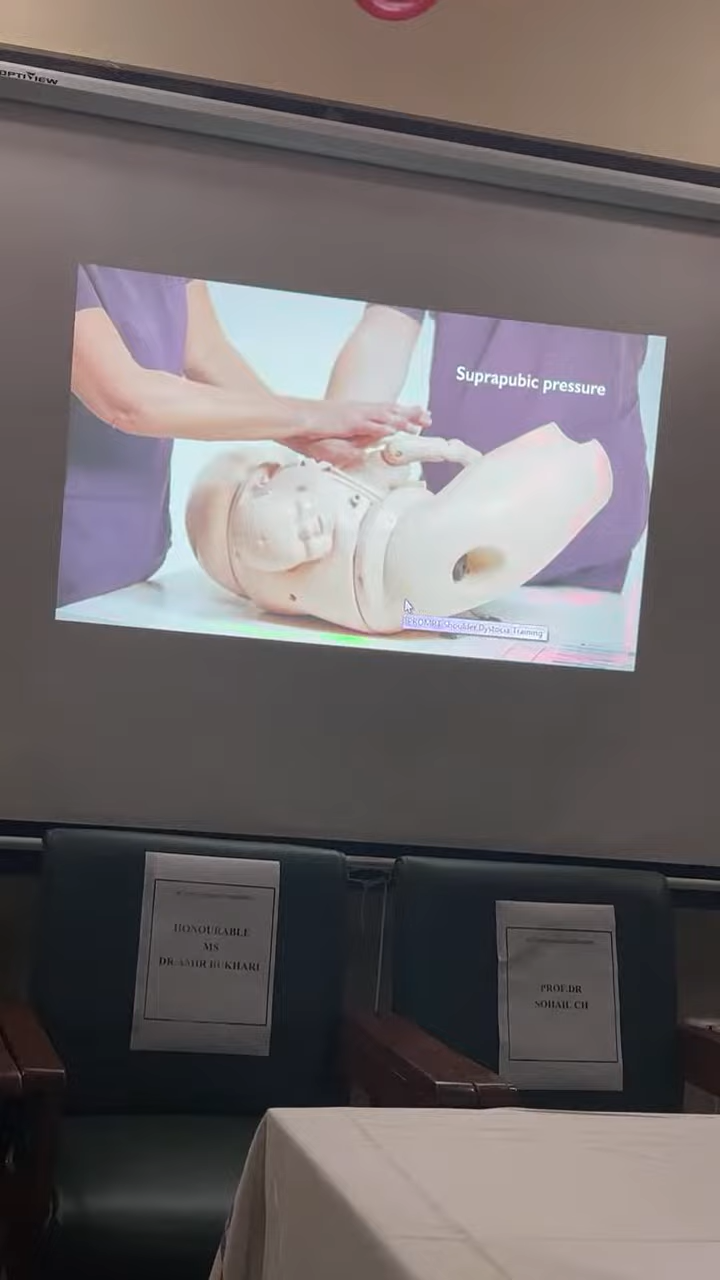 OPTIVIEW
Suprapubic pressure
PROMPT Shoulder Dystocia Training
HONOURABLE
MS
DR AMIR BUKHARI
PROF.DR
SOHAIL CH